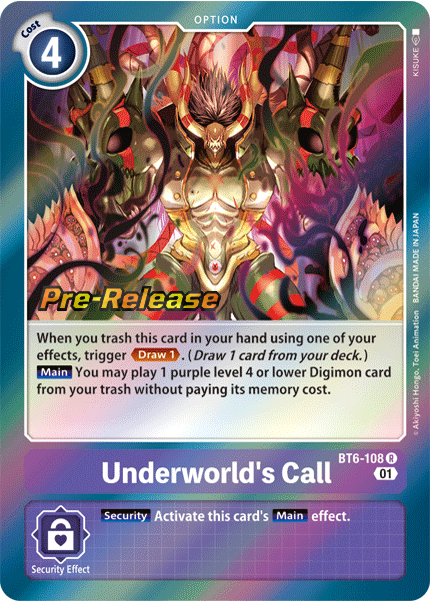 OPTION
Cost
4
KISUKE
Pre-Release
When you trash this card in your hand using one of your
effects, trigger Draw 1. (Draw 1 card from your deck.)
Main You may play 1 purple level 4 or lower Digimon card
from your trash without paying its memory cost.
©Akiyoshi Hongo, Toei Animation BANDAI MADE IN JAPAN
BT6-108 R
Underworld's Call
01
Security Activate this card's Main effect.
Security Effect